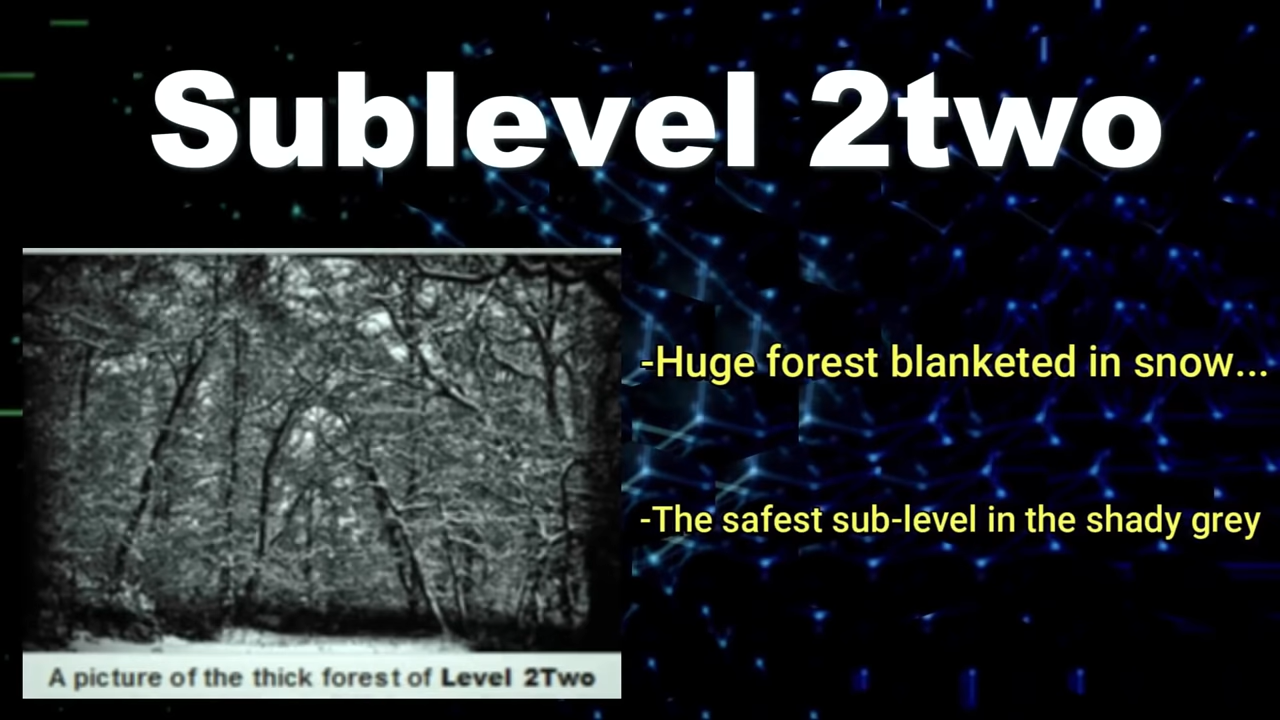 Sublevel 2two
-Huge forest blanketed in snow...
-The safest sub-level in the shady grey
A picture of the thick forest of Level 2Two